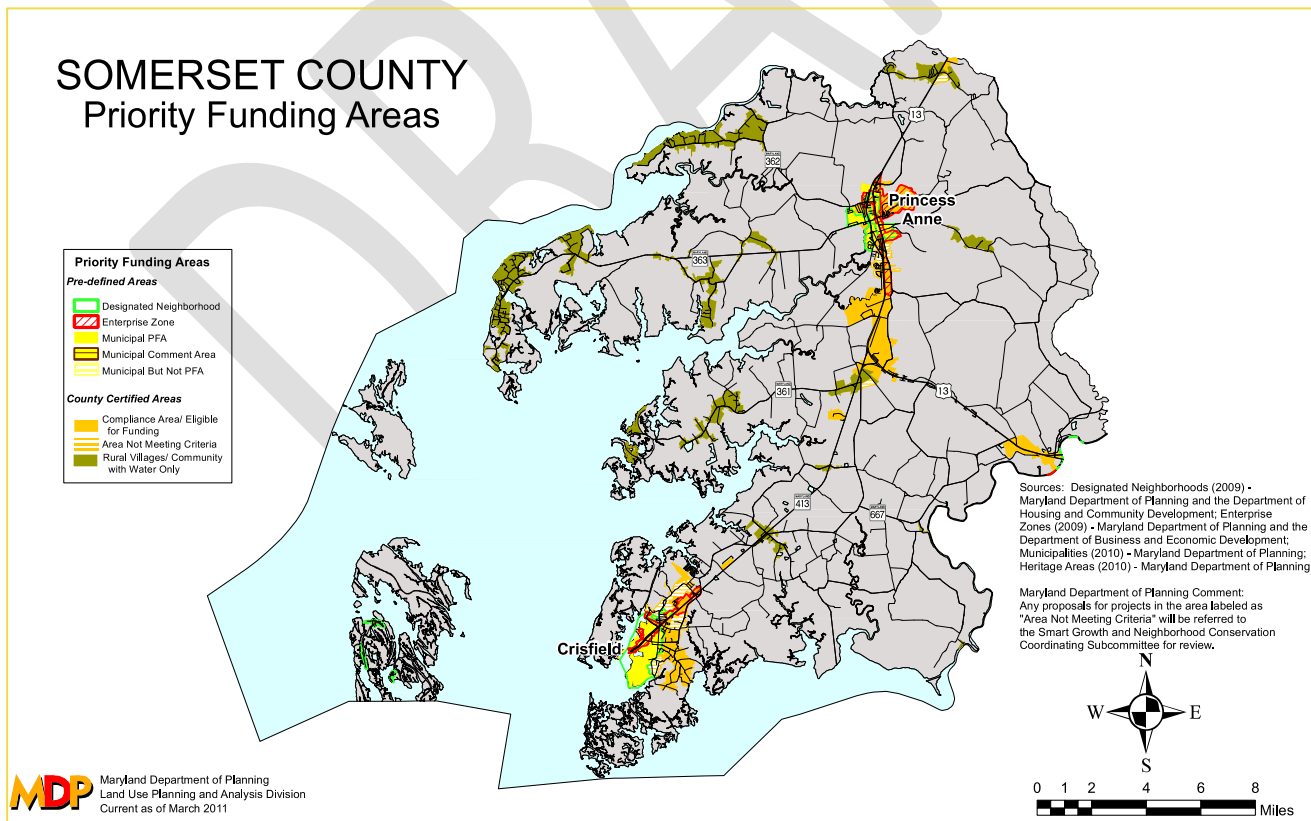 SOMERSET COUNTY
Priority Funding Areas
DRA
13
362
Princess
Anne
363
Priority Funding Areas
Pre-defined Areas
Designated Neighborhood
Enterprise Zone
Municipal PFA
Municipal Comment Area
Municipal But Not PFA
County Certified Areas
Compliance Area/ Eligible
for Funding
Area Not Meeting Criteria
Rural Villages/ Community
with Water Only
361
13
413
667
Sources: Designated Neighborhoods (2009) -
Maryland Department of Planning and the Department of
Housing and Community Development; Enterprise
Zones (2009) - Maryland Department of Planning and the
Department of Business and Economic Development;
Municipalities (2010) - Maryland Department of Planning;
Heritage Areas (2010) - Maryland Department of Planning
Maryland Department of Planning Comment:
Any proposals for projects in the area labeled as
"Area Not Meeting Criteria" will be referred to
the Smart Growth and Neighborhood Conservation
Coordinating Subcommittee for review.
Crisfield
N
W E
S
MDP
Maryland Department of Planning
Land Use Planning and Analysis Division
Current as of March 2011
0 1 2 4 6 8
Miles